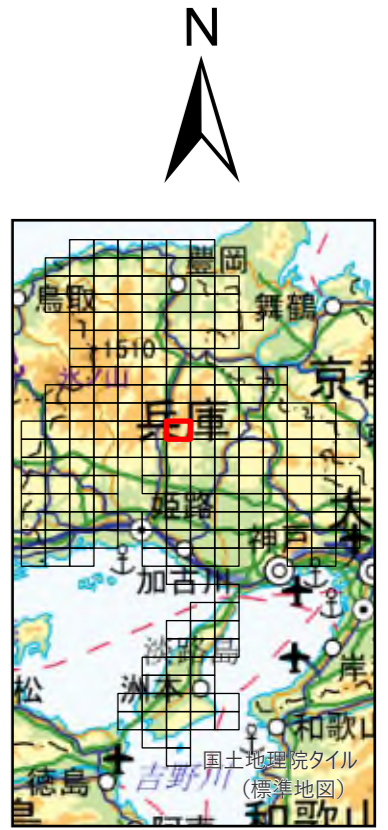 N
豊岡
鳥取
舞鶴
1510
氷ノ山
京都
兵庫
姫路
神戸
大
加古川
淡路島
岸
松
洲本
和歌山
国土地理院タイル
徳島
吉野川
(標準地図)
島
和歌山